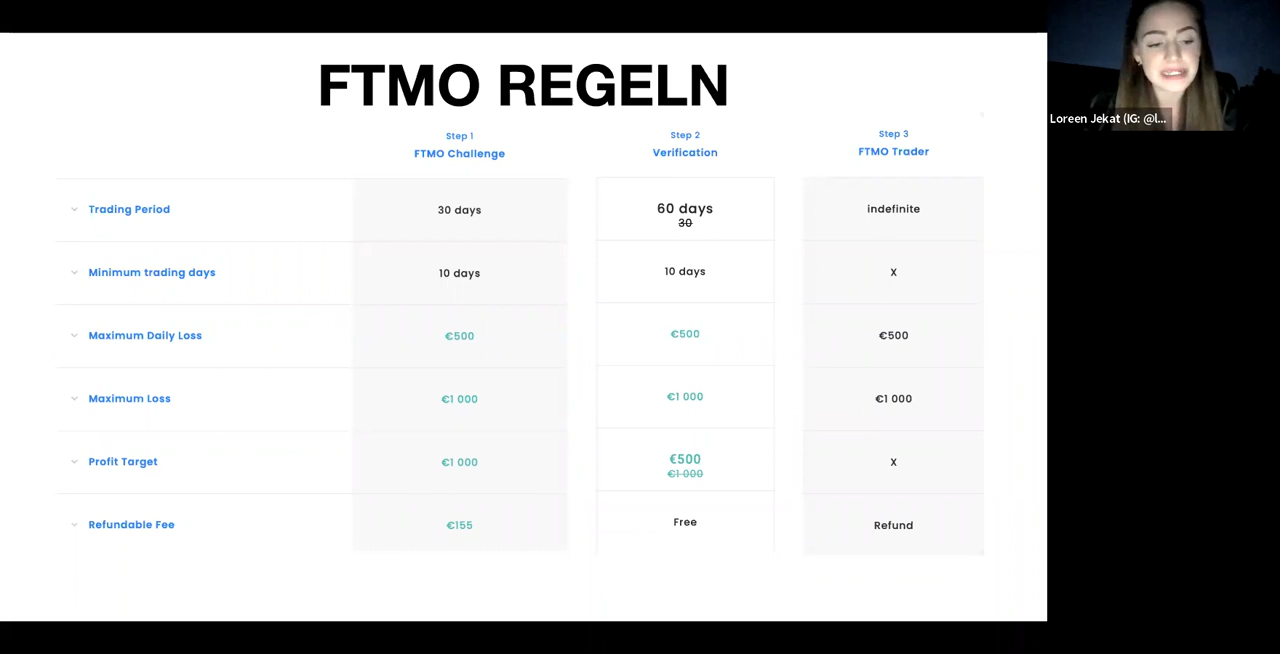 FTMO REGELN
Step 1
FTMO Challenge
Step 2
Verification
Step 3
FTMO Trader
Trading Period
30 days
60 days
30
indefinite
Minimum trading days
10 days
10 days
X
Maximum Daily Loss
€500
€500
€500
Maximum Loss
€1 000
€1 000
€1 000
Profit Target
€1 000
€500
€1 000
X
Refundable Fee
€155
Free
Refund
Loreen Jekat (IG: @l...